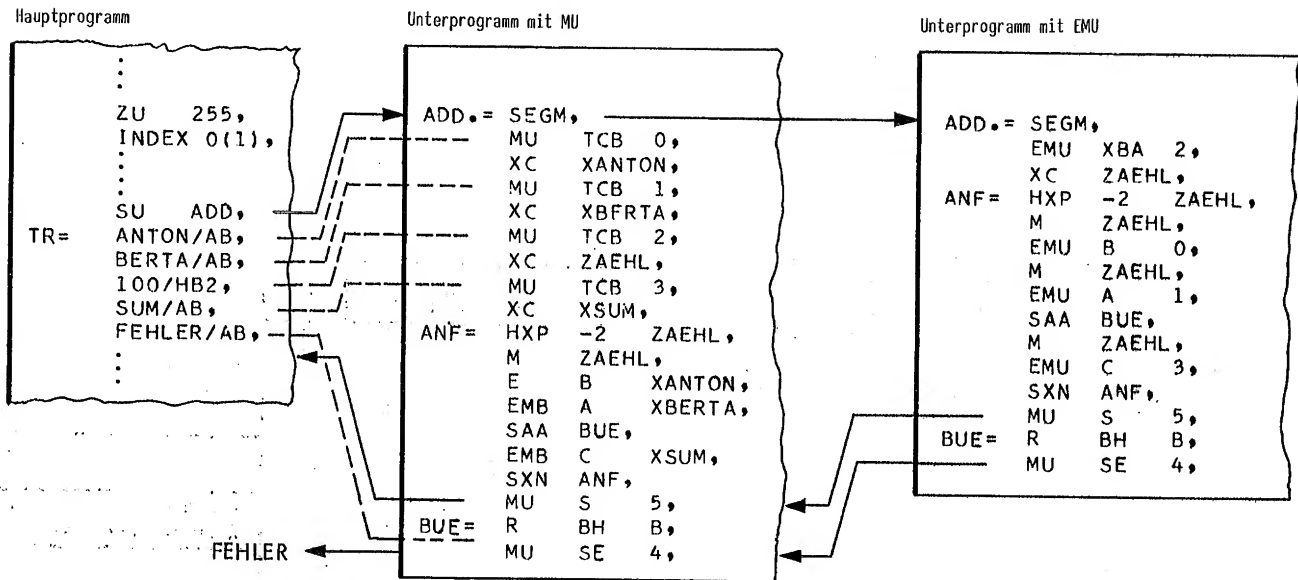 Hauptprogramm
ZU 255,
INDEX 0(1),
SU ADD,
TR= ANTON/AB,
BERTA/AB,
100/HB2,
SUM/AB,
FEHLER/AB,
Unterprogramm mit MU
ADD.= SEGM,
MU TCB 0,
XC XANTON,
MU TCB 1,
XC XBFRTA,
MU TCB 2,
XC ZAEHL,
MU TCB 3,
XC XSUM,
ANF= HXP -2 ZAEHL,
M ZAEHL,
E B XANTON,
EMB A XBERTA,
SAA BUE,
EMB C XSUM,
SXN ANF,
MU S 5,
BUE= R BH B,
MU SE 4,
FEHLER
Unterprogramm mit EMU
ADD.= SEGM,
EMU XBA 2,
XC ZAEHL,
ANF= HXP -2 ZAEHL,
M ZAEHL,
EMU B 0,
M ZAEHL,
EMU A 1,
SAA BUE,
M ZAEHL,
EMU C 3,
SXN ANF,
MU S 5,
BUE= R BH B,
MU SE 4,